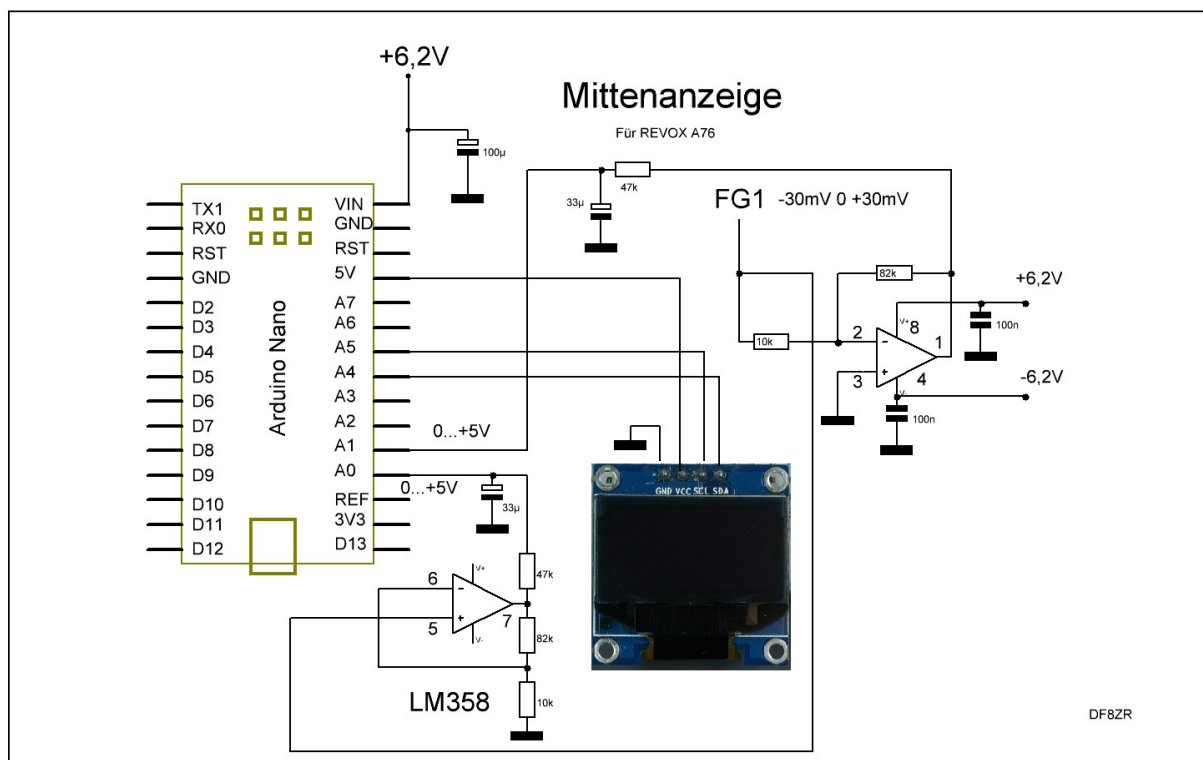 +6,2V
Mittenanzeige
Für REVOX A76
100µ
47k
33µ
FG1 -30mV 0 +30mV
TX1
RX0
RST
GND
D2
D3
D4
D5
D6
D7
D8
D9
D10
D11
D12
Arduino Nano
VIN
GND
RST
5V
A7
A6
A5
A4
A3
A2
A1
A0
REF
3V3
D13
82k
10k
2
3
8
1
4
V+
V-
+6,2V
100n
-6,2V
100n
0...+5V
0...+5V
33µ
GND VCC SCL SDA
47k
6
5
7
V+
V-
82k
10k
LM358
DF8ZR